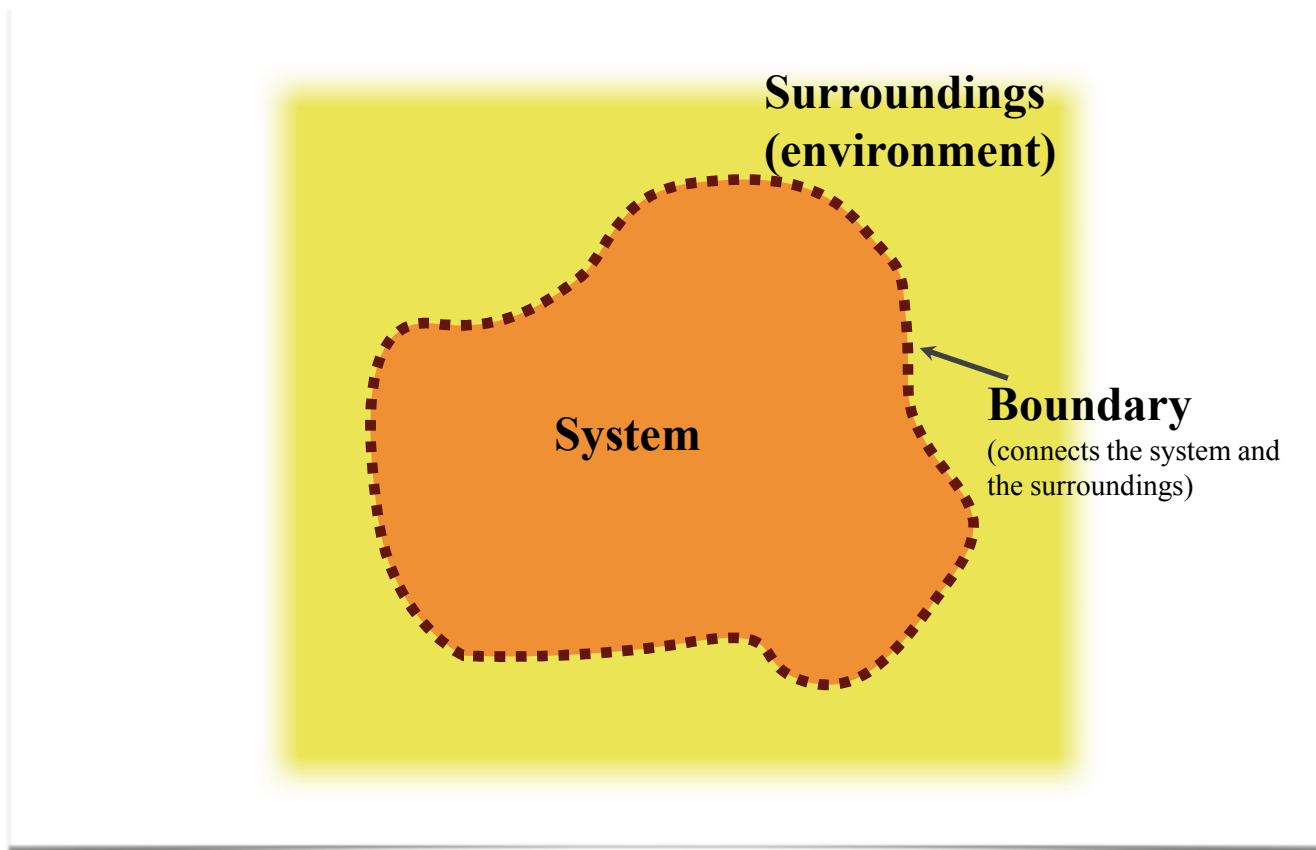 Surroundings
(environment)
System
Boundary
(connects the system and
the surroundings)